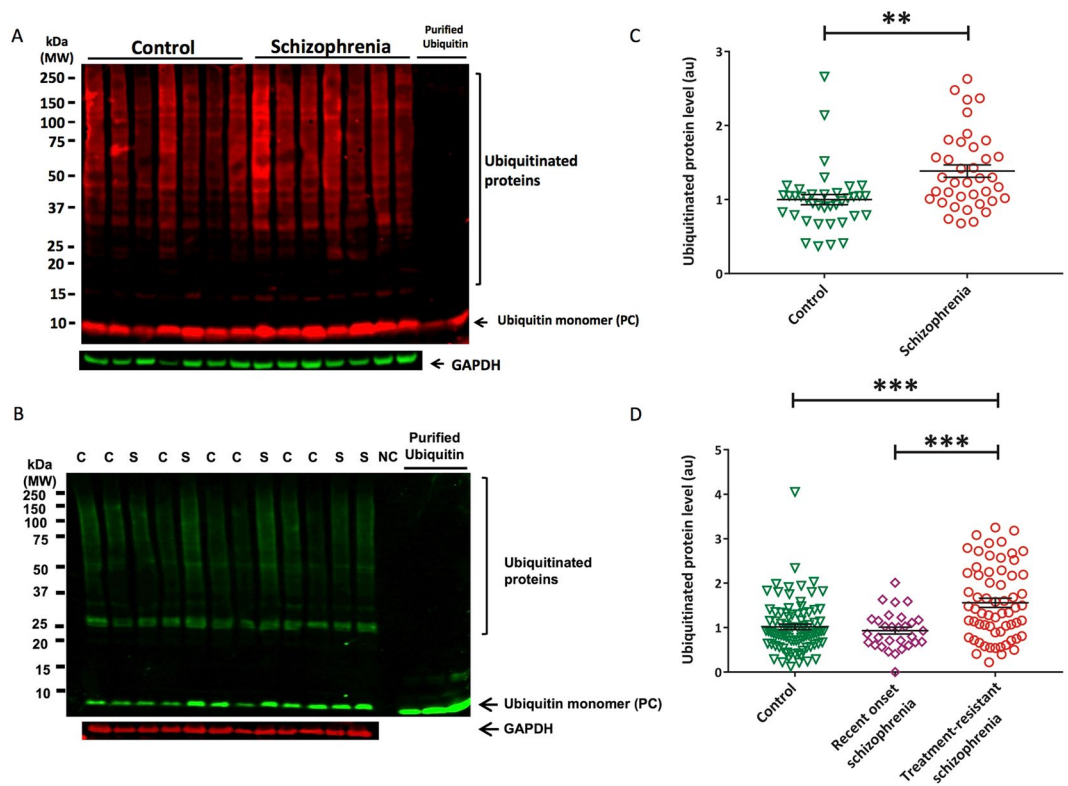 A
kDa
(MW)
Control
Schizophrenia
Purified
Ubiquitin
250
150
100
75
50
37
25
20
15
10
Ubiquitinated
proteins
Ubiquitin monomer (PC)
GAPDH
B
kDa
(MW)
C C S C S C C S C C S S NC
Purified
Ubiquitin
250
150
100
75
50
37
25
20
15
10
Ubiquitinated
proteins
Ubiquitin monomer (PC)
GAPDH
C
**
Ubiquitinated protein level (au)
3
2
1
0
Control
Schizophrenia
D
***
***
Ubiquitinated protein level (au)
5
4
3
2
1
0
Control
Recent onset
schizophrenia
Treatment-resistant
schizophrenia